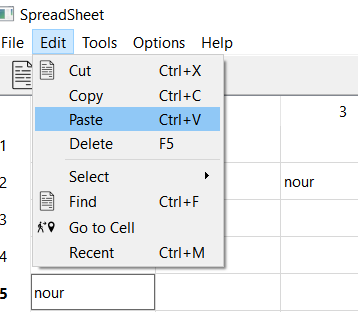 SpreadSheet
File Edit Tools Options Help
Cut Ctrl+X
Copy Ctrl+C
Paste Ctrl+V
Delete F5
Select
Find Ctrl+F
Go to Cell
Recent Ctrl+M
3
1
2 nour
3
4
5 nour